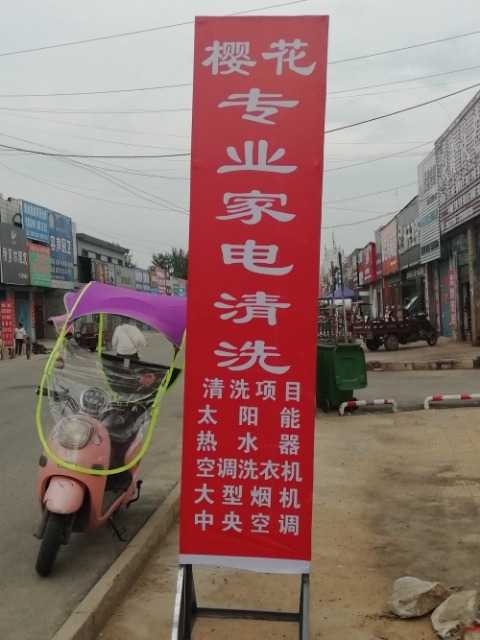 樱花
专业家电清洗
清洗项目
太阳能
热水器
空调洗衣机
大型烟机
中央空调